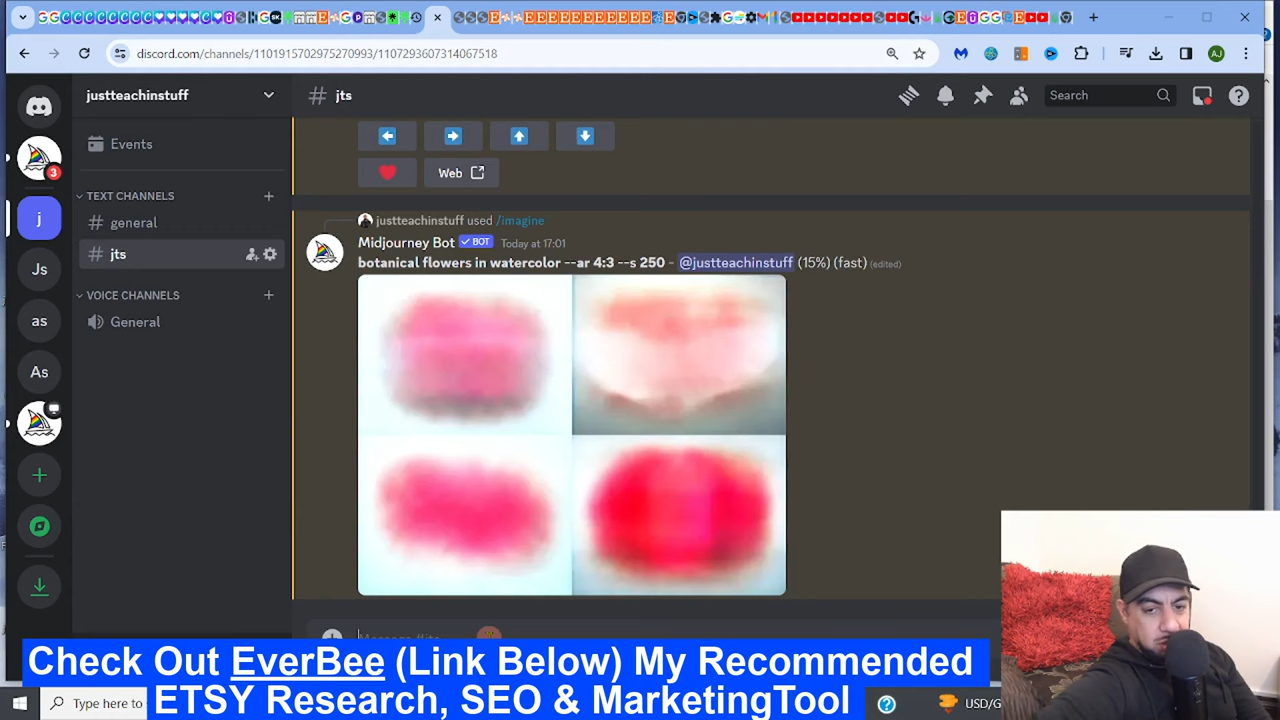 discord.com/channels/1101915702975270993/1107293607314067518
AJ
justteachinstuff
# jts
Search
Events
TEXT CHANNELS
general
jts
VOICE CHANNELS
General
3
j
Js
as
As
Web
justteachinstuff used /imagine
Midjourney Bot BOT Today at 17:01
botanical flowers in watercolor --ar 4:3 --s 250 - @justteachinstuff (15%) (fast) (edited)
Check Out EverBee (Link Below) My Recommended
ETSY Research, SEO & MarketingTool
Type here to
USD/G